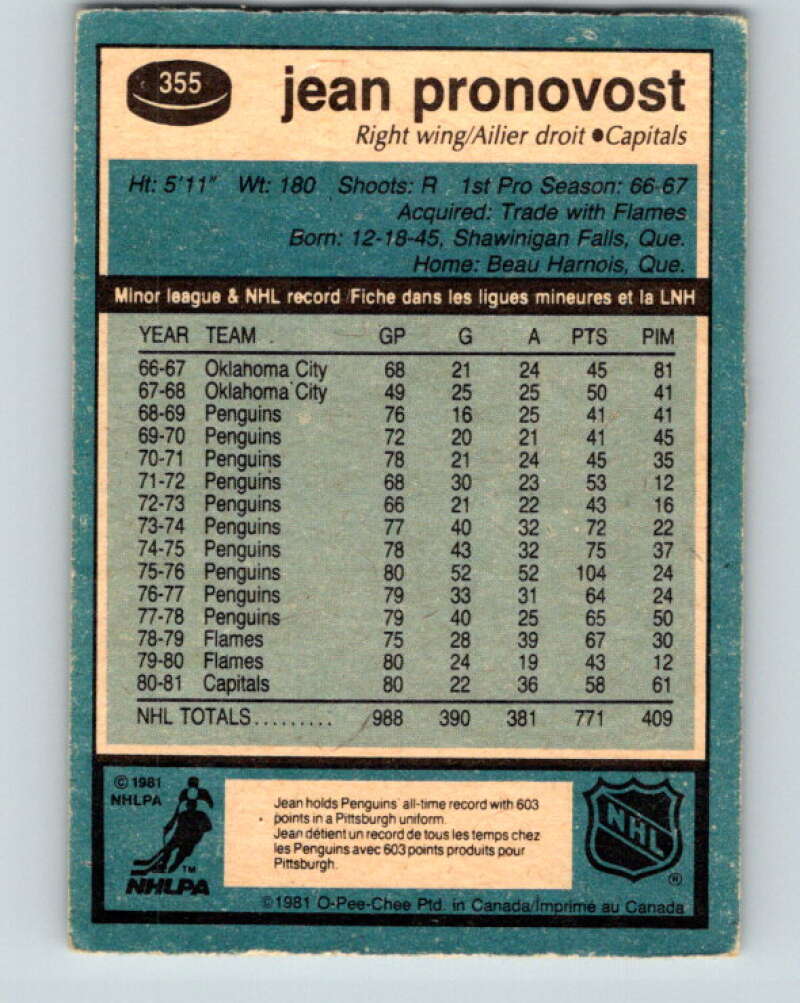 355
jean pronovost
Right wing/Ailier droit ●Capitals
Ht: 5'11" Wt: 180 Shoots: R 1st Pro Season: 66-67
Acquired: Trade with Flames
Born: 12-18-45, Shawinigan Falls, Que.
Home: Beau Harnois, Que.
Minor league & NHL record/Fiche dans les ligues mineures et la LNH
YEAR TEAM GP G A PTS PIM
66-67 Oklahoma City 68 21 24 45 81
67-68 Oklahoma City 49 25 25 50 41
68-69 Penguins 76 16 25 41 41
69-70 Penguins 72 20 21 41 45
70-71 Penguins 78 21 24 45 35
71-72 Penguins 68 30 23 53 12
72-73 Penguins 66 21 22 43 16
73-74 Penguins 77 40 32 72 22
74-75 Penguins 78 43 32 75 37
75-76 Penguins 80 52 52 104 24
76-77 Penguins 79 33 31 64 24
77-78 Penguins 79 40 25 65 50
78-79 Flames 75 28 39 67 30
79-80 Flames 80 24 19 43 12
80-81 Capitals 80 22 36 58 61
NHL TOTALS......... 988 390 381 771 409
© 1981
NHLPA
TM
NHLPA
Jean holds Penguins' all-time record with 603
points in a Pittsburgh uniform.
Jean détient un record de tous les temps chez
les Penguins avec 603 points produits pour
Pittsburgh.
NHL
®
© 1981 O-Pee-Chee Ptd. in Canada/Imprimé au Canada